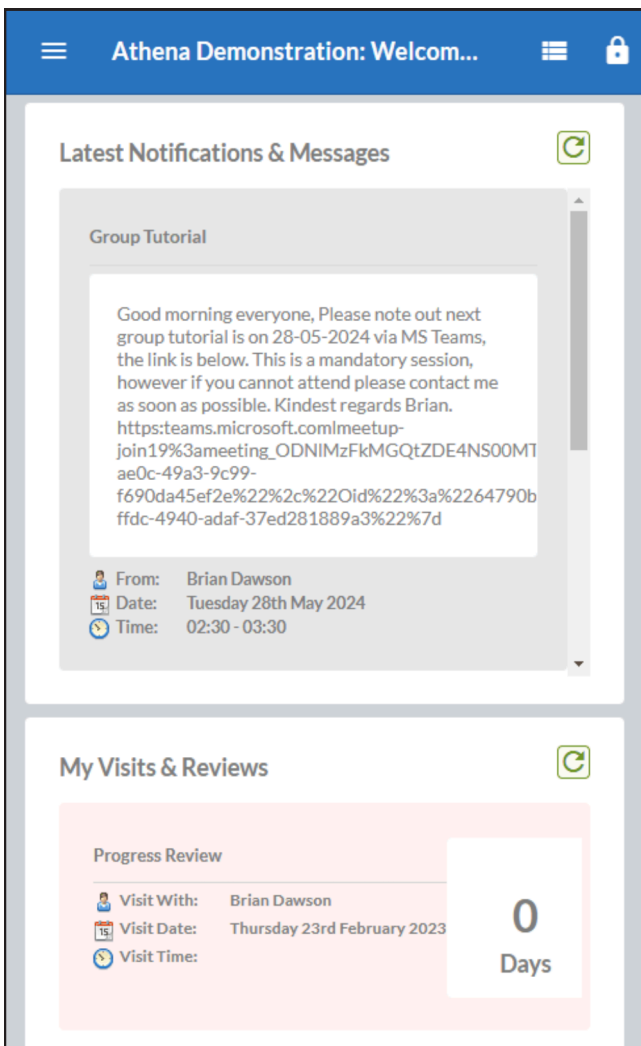 Athena Demonstration: Welcom...
Latest Notifications & Messages
Group Tutorial
Good morning everyone, Please note out next
group tutorial is on 28-05-2024 via MS Teams,
the link is below. This is a mandatory session,
however if you cannot attend please contact me
as soon as possible. Kindest regards Brian.
https:teams.microsoft.comlmeetup-
join19%3ameeting_ODNlMzFkMGQtZDE4NS00MT
ae0c-49a3-9c99-
f690da45ef2e%22%2c%22Oid%22%3a%2264790b
ffdc-4940-adaf-37ed281889a3%22%7d
From: Brian Dawson
15 Date: Tuesday 28th May 2024
Time: 02:30 - 03:30
My Visits & Reviews
Progress Review
Visit With: Brian Dawson
15 Visit Date: Thursday 23rd February 2023
Visit Time:
0
Days